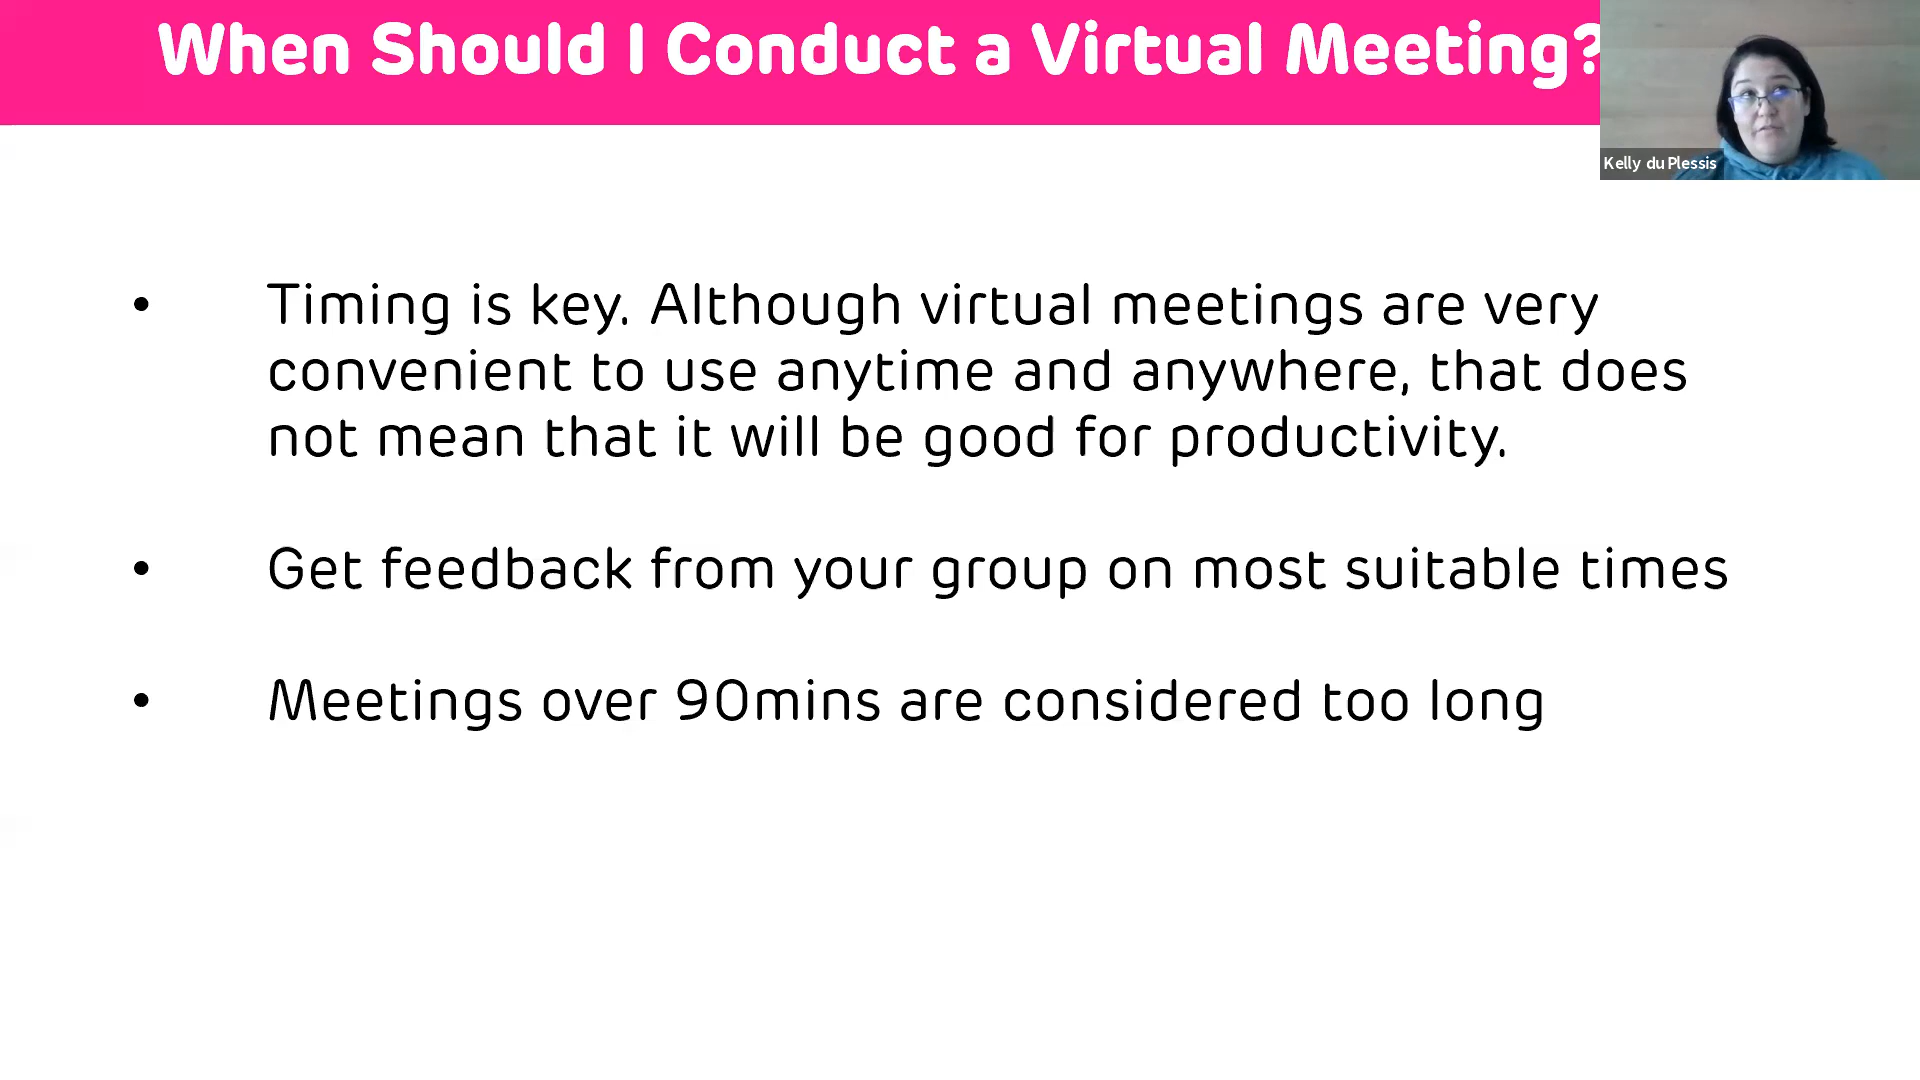 When Should I Conduct a Virtual Meeting?
Kelly du Plessis
• Timing is key. Although virtual meetings are very
convenient to use anytime and anywhere, that does
not mean that it will be good for productivity.
• Get feedback from your group on most suitable times
• Meetings over 90mins are considered too long